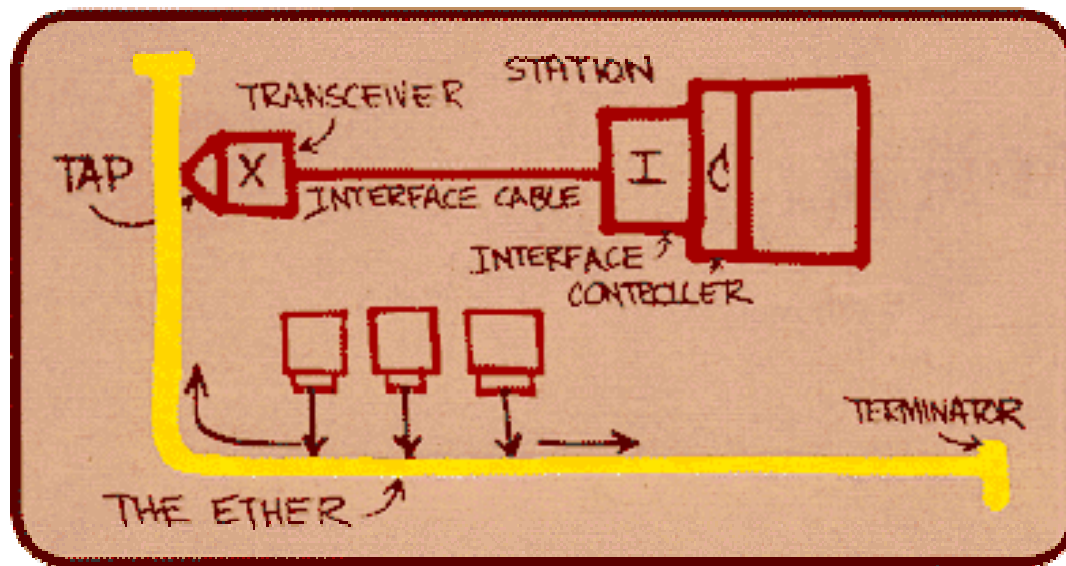 STATION
TRANSCEIVER
TAP
X
I
C
INTERFACE CABLE
INTERFACE
CONTROLLER
TERMINATOR
THE ETHER